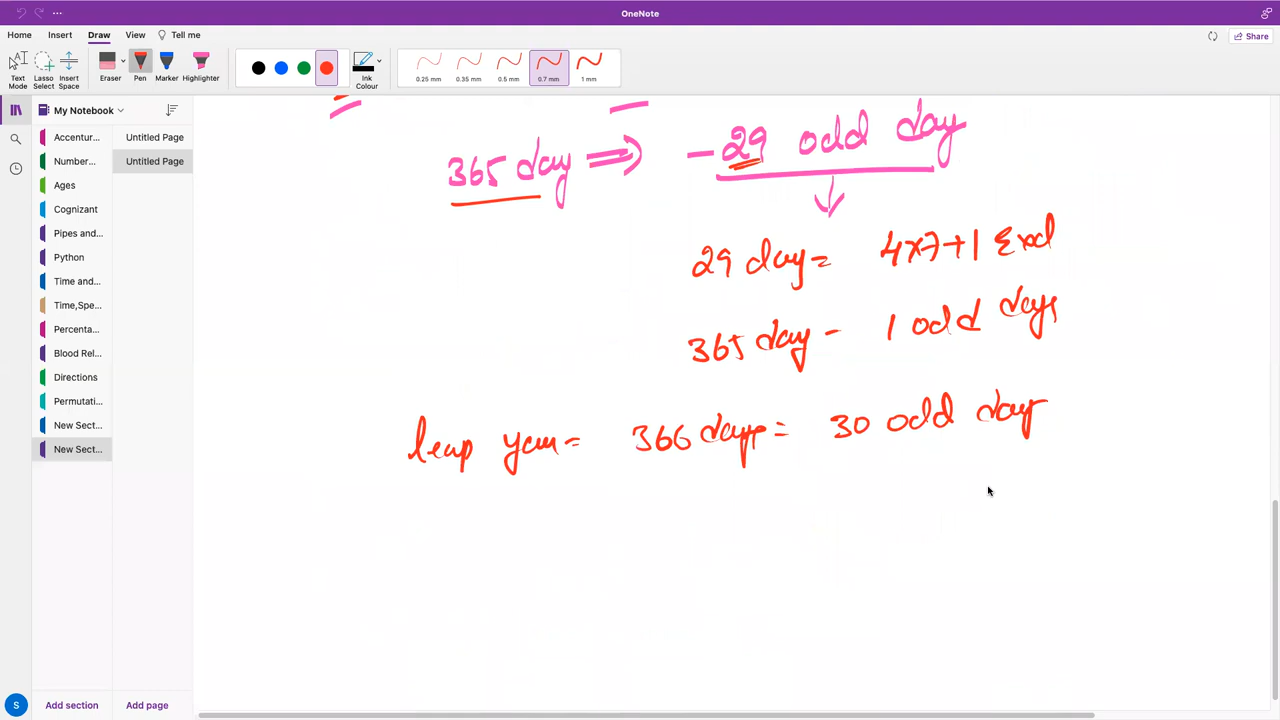 OneNote
Home Insert Draw View Tell me
Share
Text Mode
Lasso Select
Insert Space
Eraser
Pen
Marker
Highlighter
Ink Colour
0.25 mm
0.35 mm
0.5 mm
0.7 mm
1 mm
My Notebook
Accentur...
Number...
Ages
Cognizant
Pipes and...
Python
Time and...
Time,Spe...
Percenta...
Blood Rel...
Directions
Permutati...
New Sect...
New Sect...
Untitled Page
Untitled Page
365 day ⇒ -29 odd day
29 day = 4x7+1
365 day - 1 odd days
leap year = 366 days = 30 odd day
S
Add section
Add page